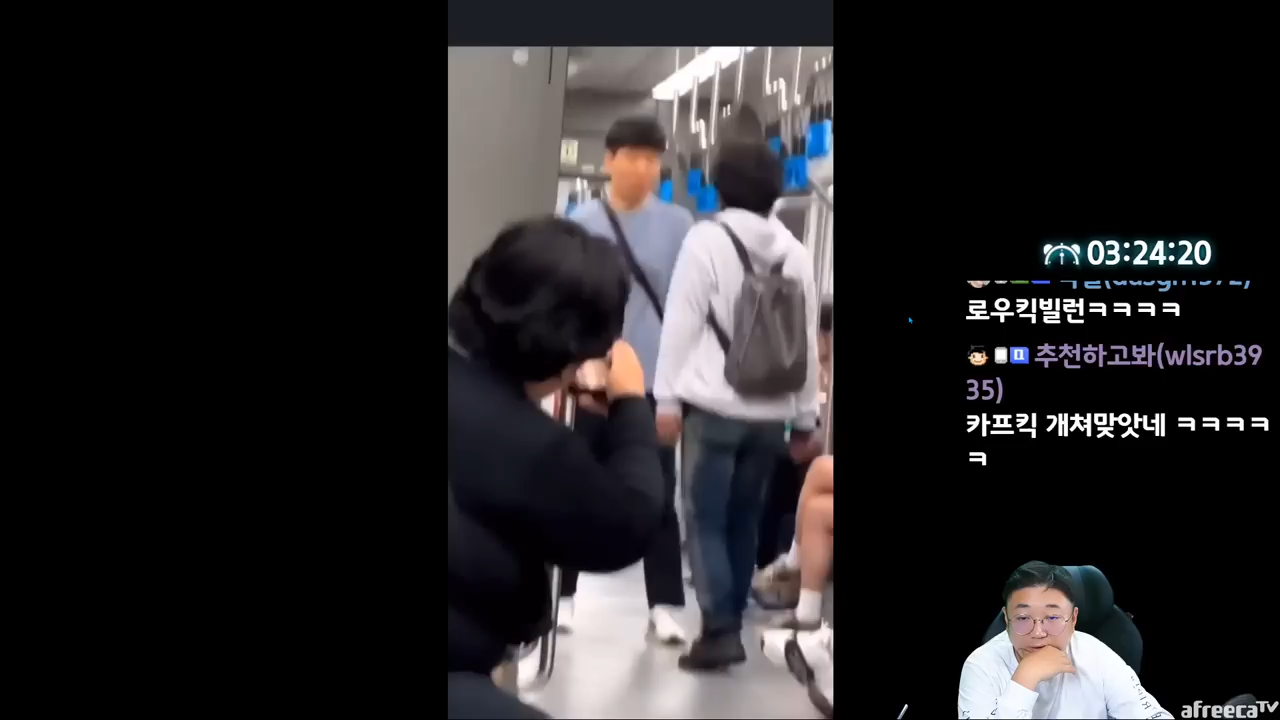 03:24:20
로우킥빌런ㅋㅋㅋㅋ
추천하고봐(wlsrb39
35)
카프킥 개쳐맞앗네 ㅋㅋㅋㅋ
ㅋ
afreecaTV